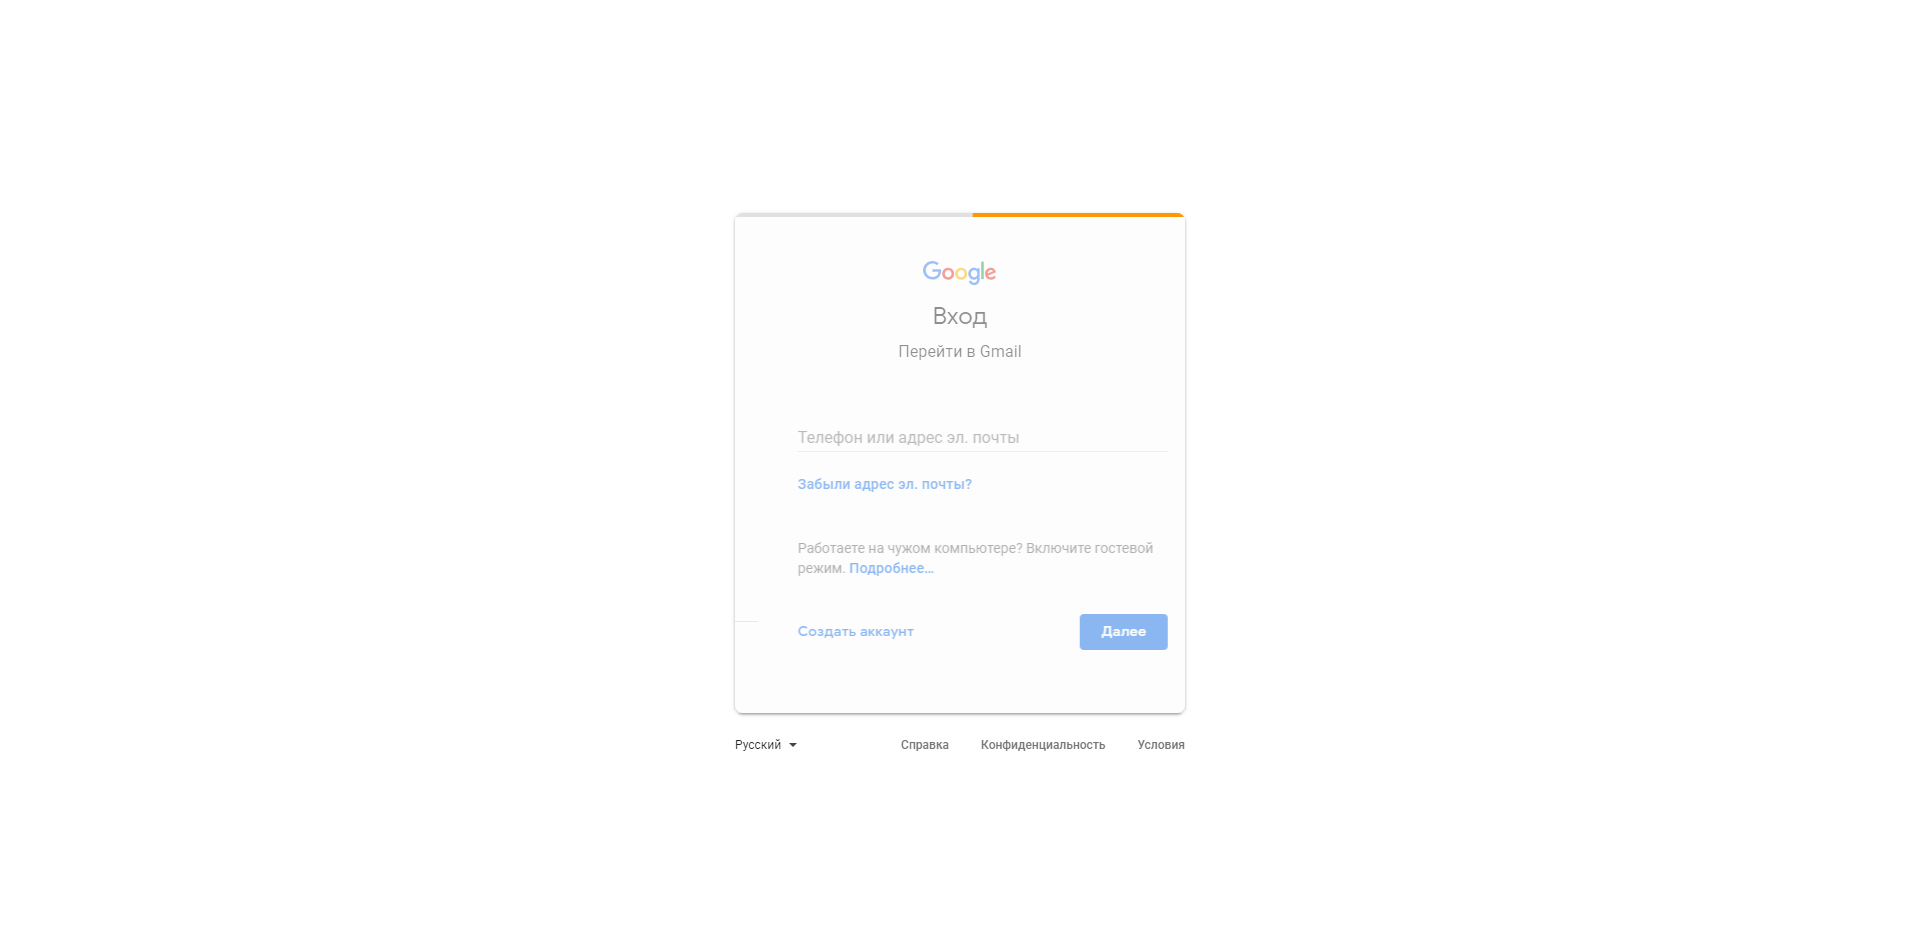 Google
Вход
Перейти в Gmail
Телефон или адрес эл. почты
Забыли адрес эл. почты?
Работаете на чужом компьютере? Включите гостевой
режим. Подробнее…
Создать аккаунт
Далее
Русский
Справка
Конфиденциальность
Условия